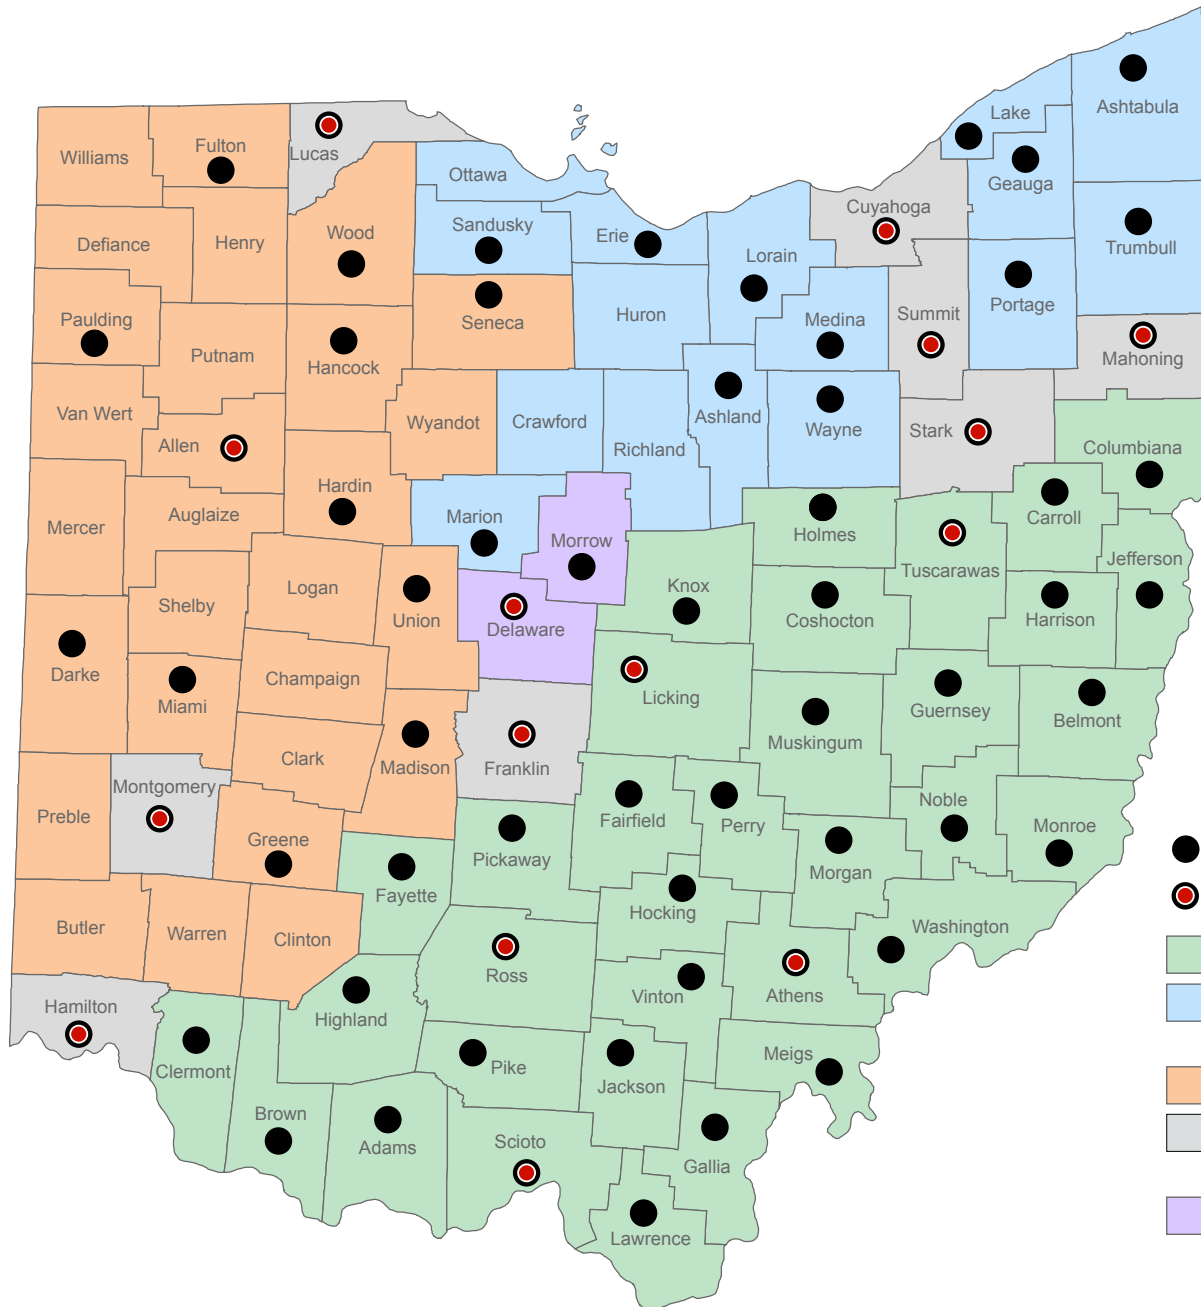 Ashtabula
Lake
Fulton
Lucas
Williams
Ottawa
Geauga
Cuyahoga
Sandusky
Erie
Wood
Henry
Defiance
Trumbull
Lorain
Portage
Huron
Summit
Medina
Paulding
Seneca
Putnam
Hancock
Mahoning
Van Wert
Wyandot
Crawford
Ashland
Wayne
Stark
Allen
Richland
Columbiana
Hardin
Auglaize
Marion
Mercer
Carroll
Holmes
Morrow
Jefferson
Tuscarawas
Logan
Knox
Shelby
Union
Coshocton
Harrison
Delaware
Darke
Champaign
Licking
Miami
Guernsey
Belmont
Muskingum
Clark
Madison
Franklin
Montgomery
Noble
Preble
Fairfield
Perry
Monroe
Greene
Pickaway
Morgan
Fayette
Hocking
Butler
Warren
Clinton
Washington
Ross
Vinton
Athens
Hamilton
Highland
Meigs
Pike
Clermont
Jackson
Brown
Adams
Scioto
Gallia
Lawrence